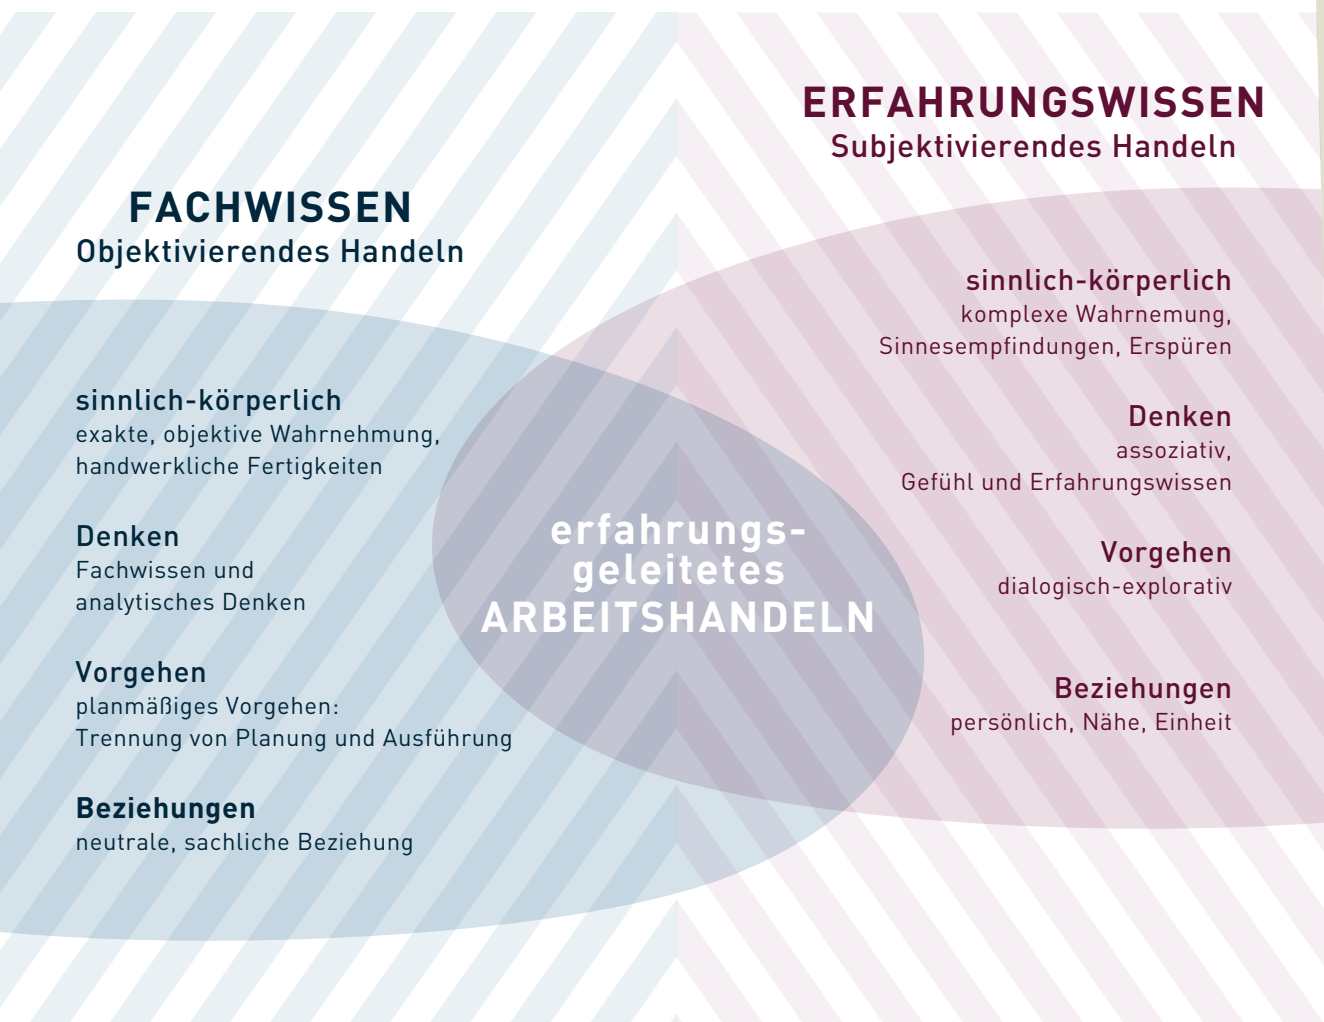 FACHWISSEN
Objektivierendes Handeln
sinnlich-körperlich
exakte, objektive Wahrnehmung,
handwerkliche Fertigkeiten
Denken
Fachwissen und
analytisches Denken
Vorgehen
planmäßiges Vorgehen:
Trennung von Planung und Ausführung
Beziehungen
neutrale, sachliche Beziehung
erfahrungs-
geleitetes
ARBEITSHANDELN
ERFAHRUNGSWISSEN
Subjektivierendes Handeln
sinnlich-körperlich
komplexe Wahrnemung,
Sinnesempfindungen, Erspüren
Denken
assoziativ,
Gefühl und Erfahrungswissen
Vorgehen
dialogisch-explorativ
Beziehungen
persönlich, Nähe, Einheit